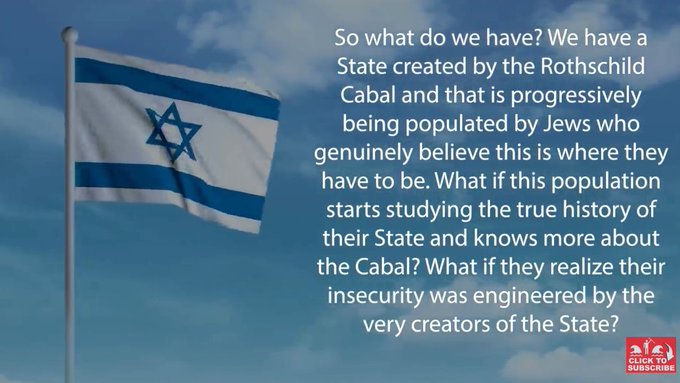 So what do we have? We have a
State created by the Rothschild
Cabal and that is progressively
being populated by Jews who
genuinely believe this is where they
have to be. What if this population
starts studying the true history of
their State and knows more about
the Cabal? What if they realize their
insecurity was engineered by the
very creators of the State?
CLICK TO
SUBSCRIBE